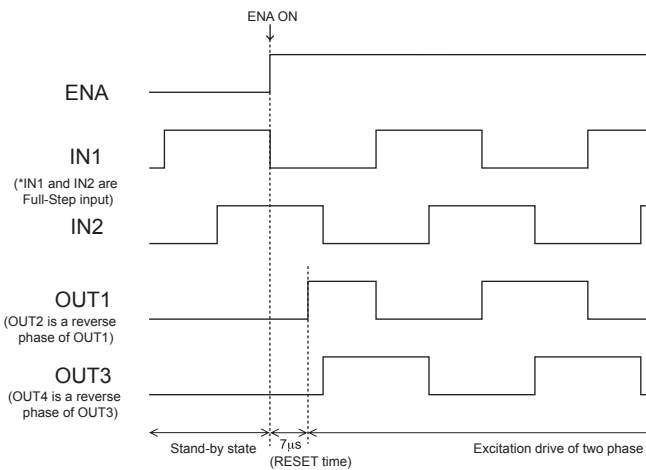 ENA ON
ENA
IN1
(*IN1 and IN2 are
Full-Step input)
IN2
OUT1
(OUT2 is a reverse
phase of OUT1)
OUT3
(OUT4 is a reverse
phase of OUT3)
Stand-by state
7μs
(RESET time)
Excitation drive of two phase